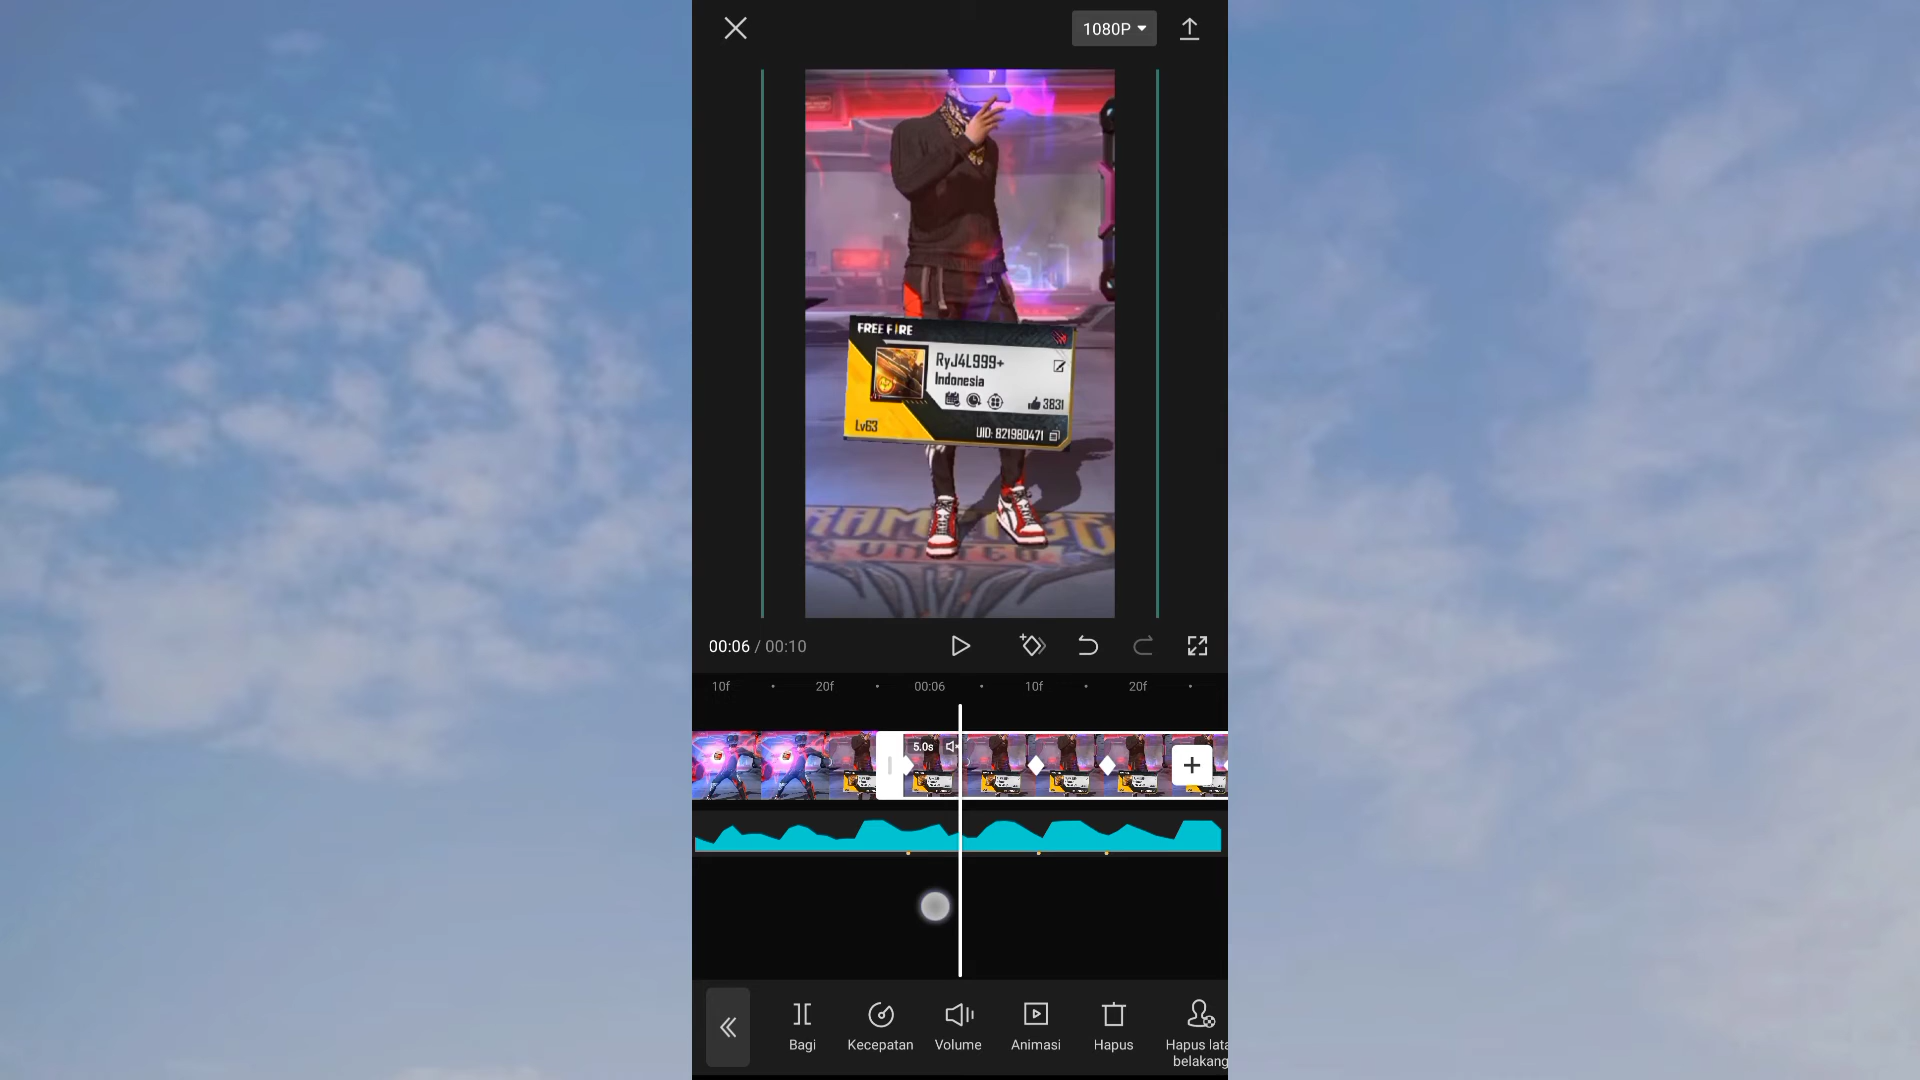 1080P
FREE FIRE
RyJ4L999+
Indonesia
3831
Lv63
UID: 821980471
UNITED
00:06 / 00:10
10f
20f
00:06
10f
20f
5.0s
Bagi
Kecepatan
Volume
Animasi
Hapus
Hapus lata
belakang